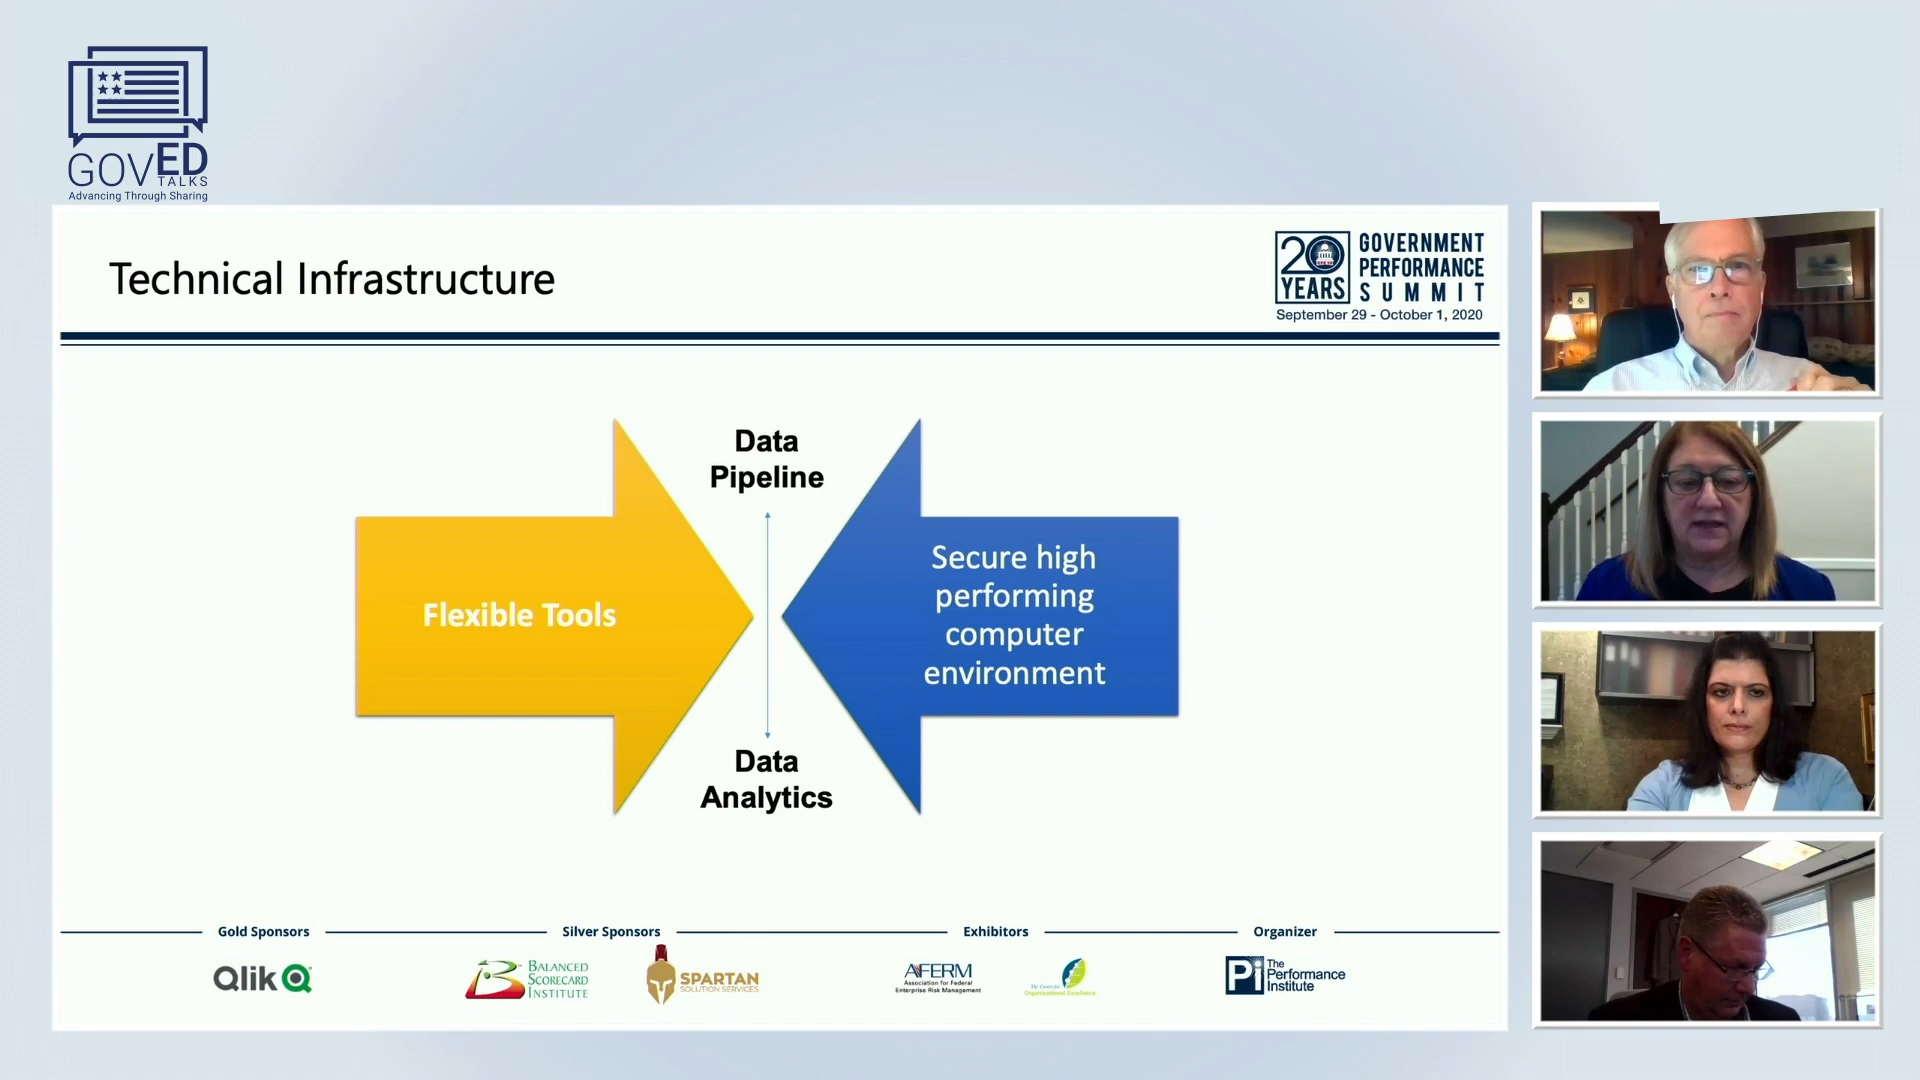 GOVED
TALKS
Advancing Through Sharing
Technical Infrastructure
20
YEARS
GOVERNMENT
PERFORMANCE
SUMMIT
September 29 - October 1, 2020
Data
Pipeline
Flexible Tools
Secure high
performing
computer
environment
Data
Analytics
Gold Sponsors
Silver Sponsors
Exhibitors
Organizer
Qlik
BALANCED
SCORECARD
INSTITUTE
SPARTAN
SOLUTION SERVICES
AFERM
Association for Federal
Enterprise Risk Management
The Center for
Organizational Excellence
Pi
The
Performance
Institute